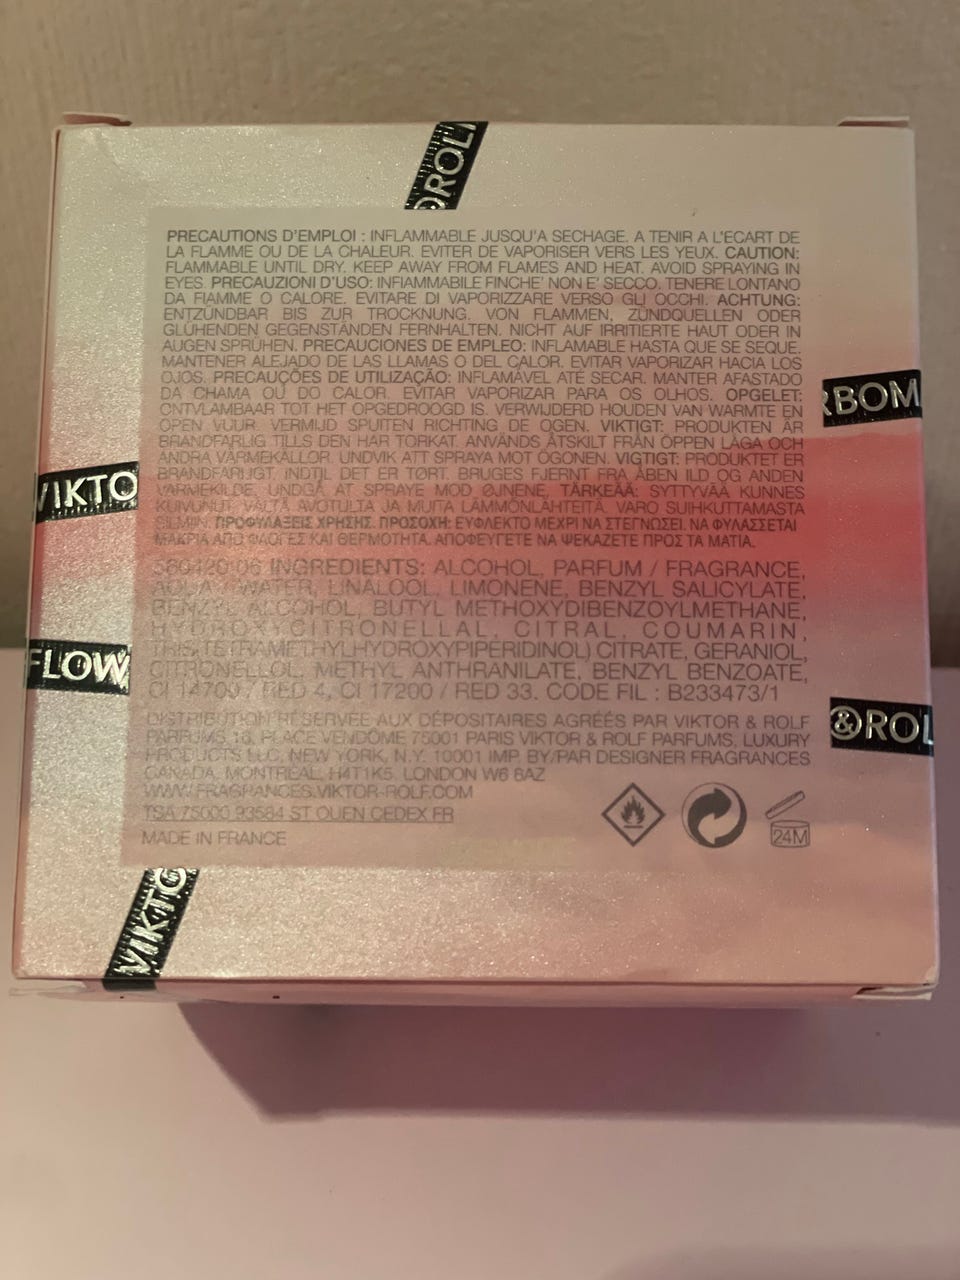 OROL
PRECAUTIONS D'EMPLOI : INFLAMMABLE JUSQU'A SECHAGE. A TENIR A L'ECART DE
LA FLAMME OU DE LA CHALEUR. EVITER DE VAPORISER VERS LES YEUX. CAUTION:
FLAMMABLE UNTIL DRY. KEEP AWAY FROM FLAMES AND HEAT. AVOID SPRAYING IN
EYES. PRECAUZIONI D'USO: INFIAMMABILE FINCHE' NON E' SECCO. TENERE LONTANO
DA FIAMME O CALORE. EVITARE DI VAPORIZZARE VERSO GLI OCCHI. ACHTUNG:
ENTZÜNDBAR BIS ZUR TROCKNUNG. VON FLAMMEN, ZÜNDQUELLEN ODER
GLÜHENDEN GEGENSTÄNDEN FERNHALTEN. NICHT AUF IRRITIERTE HAUT ODER IN
AUGEN SPRÜHEN. PRECAUCIONES DE EMPLEO: INFLAMABLE HASTA QUE SE SEQUE.
MANTENER ALEJADO DE LAS LLAMAS O DEL CALOR. EVITAR VAPORIZAR HACIA LOS
OJOS. PRECAUÇÕES DE UTILIZAÇÃO: INFLAMÁVEL ATÉ SECAR. MANTER AFASTADO
DA CHAMA OU DO CALOR. EVITAR VAPORIZAR PARA OS OLHOS. OPGELET:
ONTVLAMBAAR TOT HET OPGEDROOGD IS. VERWIJDERD HOUDEN VAN WARMTE EN
OPEN VUUR. VERMIJD SPUITEN RICHTING DE OGEN. VIKTIGT: PRODUKTEN ÄR
BRANDFARLIG TILLS DEN HAR TORKAT. ANVÄNDS ÅTSKILT FRÅN ÖPPEN LÅGA OCH
ANDRA VÄRMEKÄLLOR. UNDVIK ATT SPRAYA MOT ÖGONEN. VIGTIGT: PRODUKTET ER
BRANDFARLIGT, INDTIL DET ER TØRT. BRUGES FJERNT FRA ÅBEN ILD OG ANDEN
VARMEKILDE. UNDGÅ AT SPRAYE MOD ØJNENE. TÄRKEÄÄ: SYTTYVÄÄ KUNNES
KUIVUNUT. VÄLTÄ AVOTULTA JA MUITA LÄMMÖNLÄHTEITÄ. VARO SUIHKUTTAMASTA
SILMIIN. ΠΡΟΦΥΛΑΞΕΙΣ ΧΡΗΣΗΣ. ΠΡΟΣΟΧΗ: ΕΥΦΛΕΚΤΟ ΜΕΧΡΙ ΝΑ ΣΤΕΓΝΩΣΕΙ. ΝΑ ΦΥΛΑΣΣΕΤΑΙ
ΜΑΚΡΙΑ ΑΠΟ ΦΛΟΓΕΣ ΚΑΙ ΘΕΡΜΟΤΗΤΑ. ΑΠΟΦΕΥΓΕΤΕ ΝΑ ΨΕΚΑΖΕΤΕ ΠΡΟΣ ΤΑ ΜΑΤΙΑ.
RBOM
VIKTO
580420 06 INGREDIENTS: ALCOHOL, PARFUM / FRAGRANCE,
AQUA / WATER, LINALOOL, LIMONENE, BENZYL SALICYLATE,
BENZYL ALCOHOL, BUTYL METHOXYDIBENZOYLMETHANE,
HYDROXYCITRONELLAL, CITRAL, COUMARIN,
TRIS(TETRAMETHYLHYDROXYPIPERIDINOL) CITRATE, GERANIOL,
CITRONELLOL, METHYL ANTHRANILATE, BENZYL BENZOATE,
CI 14700 / RED 4, CI 17200 / RED 33. CODE FIL : B233473/1
FLOW
DISTRIBUTION RÉSERVÉE AUX DÉPOSITAIRES AGRÉÉS PAR VIKTOR & ROLF
PARFUMS 16, PLACE VENDÔME 75001 PARIS VIKTOR & ROLF PARFUMS, LUXURY
PRODUCTS LLC, NEW YORK, N.Y. 10001 IMP. BY/PAR DESIGNER FRAGRANCES
CANADA, MONTRÉAL, H4T1K5. LONDON W6 8AZ
WWW.FRAGRANCES.VIKTOR-ROLF.COM
TSA 75000 93584 ST OUEN CEDEX FR
MADE IN FRANCE
24M
&ROL
VIKTO